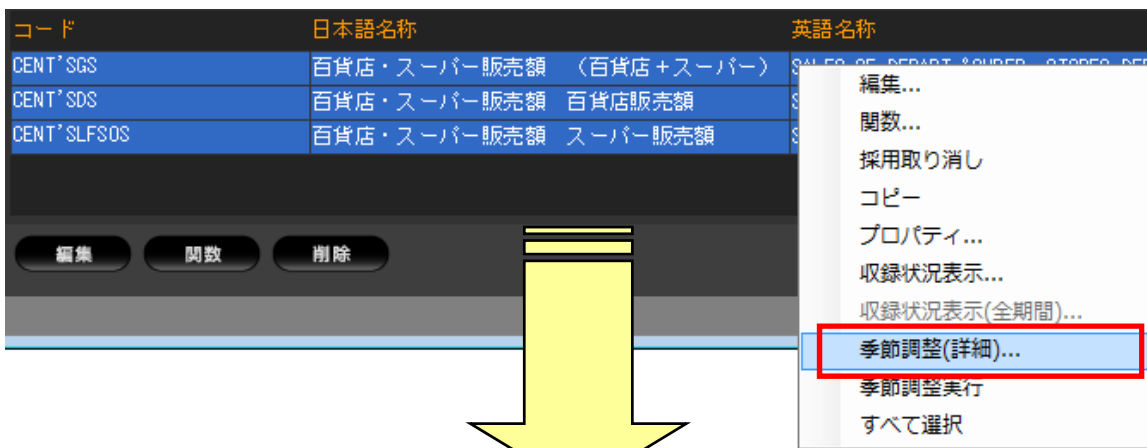 コード 日本語名称 英語名称
CENT'SGS 百貨店・スーパー販売額 (百貨店+スーパー)
CENT'SDS 百貨店・スーパー販売額 百貨店販売額 S
CENT'SLFSOS 百貨店・スーパー販売額 スーパー販売額 S
編集 関数 削除
編集...
関数...
採用取り消し
コピー
プロパティ...
収録状況表示...
収録状況表示(全期間)...
季節調整(詳細)...
季節調整実行
すべて選択